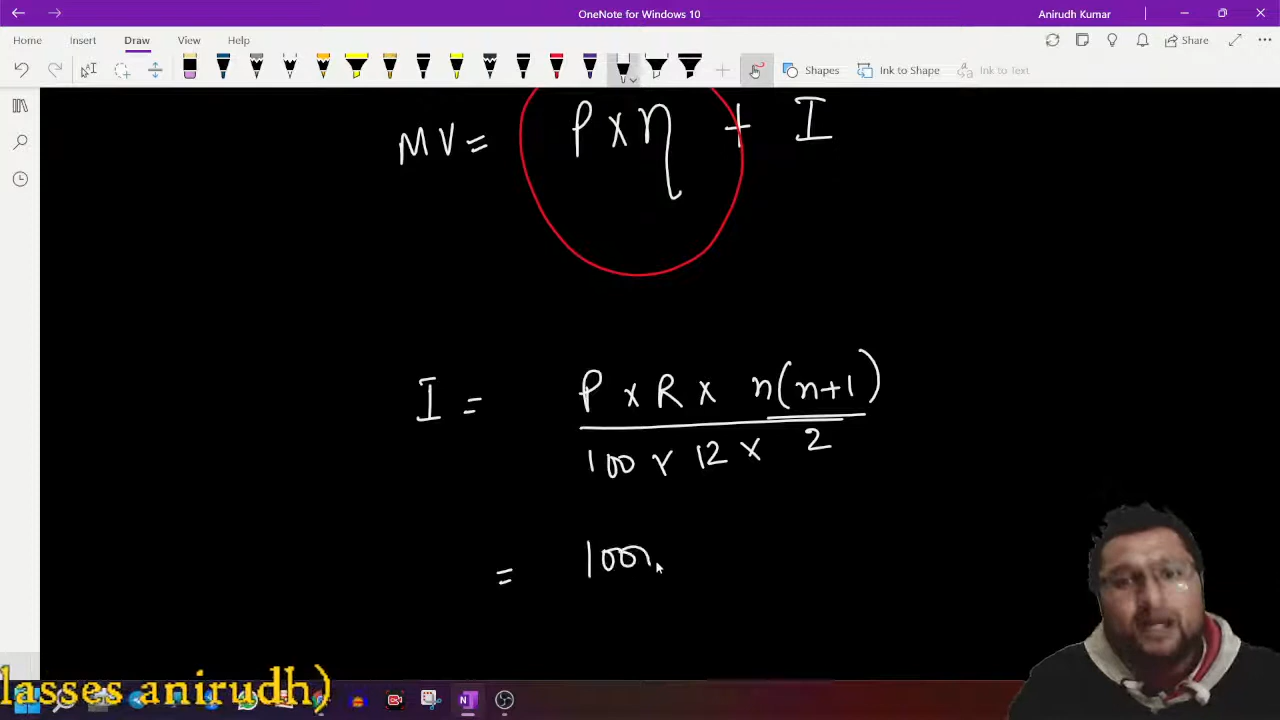 OneNote for Windows 10
Anirudh Kumar
Home Insert Draw View Help
Share
Shapes Ink to Shape Ink to Text
MV = P x n + I
I = P x R x n(n+1)
100 x 12 x 2
= 100
lasses anirudh)